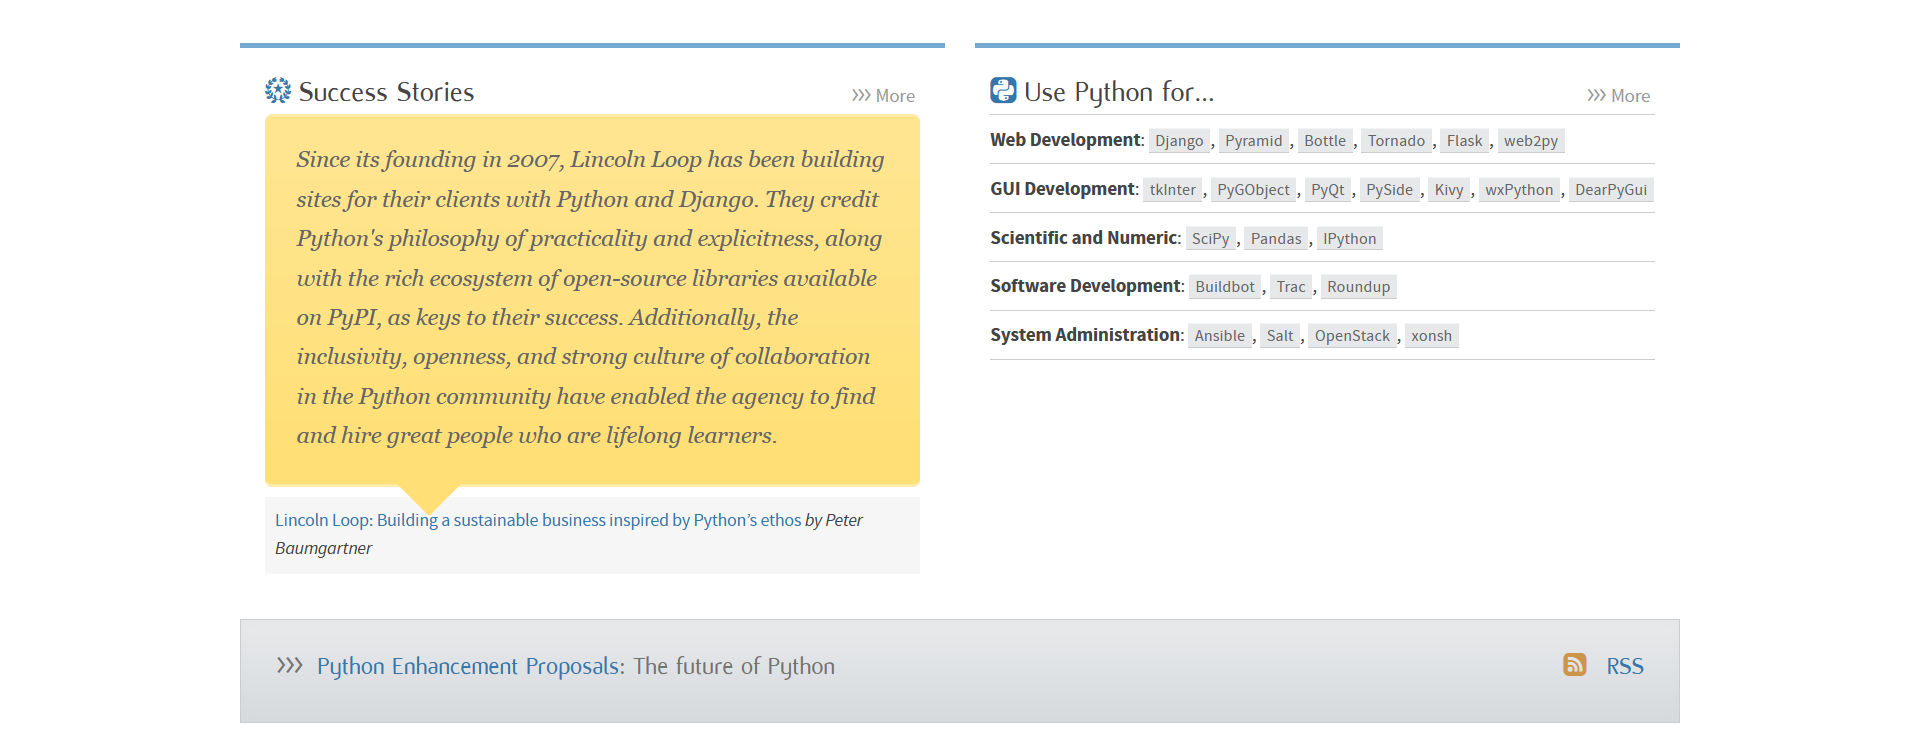 Success Stories
>>> More
Since its founding in 2007, Lincoln Loop has been building
sites for their clients with Python and Django. They credit
Python's philosophy of practicality and explicitness, along
with the rich ecosystem of open-source libraries available
on PyPI, as keys to their success. Additionally, the
inclusivity, openness, and strong culture of collaboration
in the Python community have enabled the agency to find
and hire great people who are lifelong learners.
Lincoln Loop: Building a sustainable business inspired by Python’s ethos by Peter
Baumgartner
Use Python for...
>>> More
Web Development: Django, Pyramid, Bottle, Tornado, Flask, web2py
GUI Development: tkInter, PyGObject, PyQt, PySide, Kivy, wxPython, DearPyGui
Scientific and Numeric: SciPy, Pandas, IPython
Software Development: Buildbot, Trac, Roundup
System Administration: Ansible, Salt, OpenStack, xonsh
>>> Python Enhancement Proposals: The future of Python
RSS